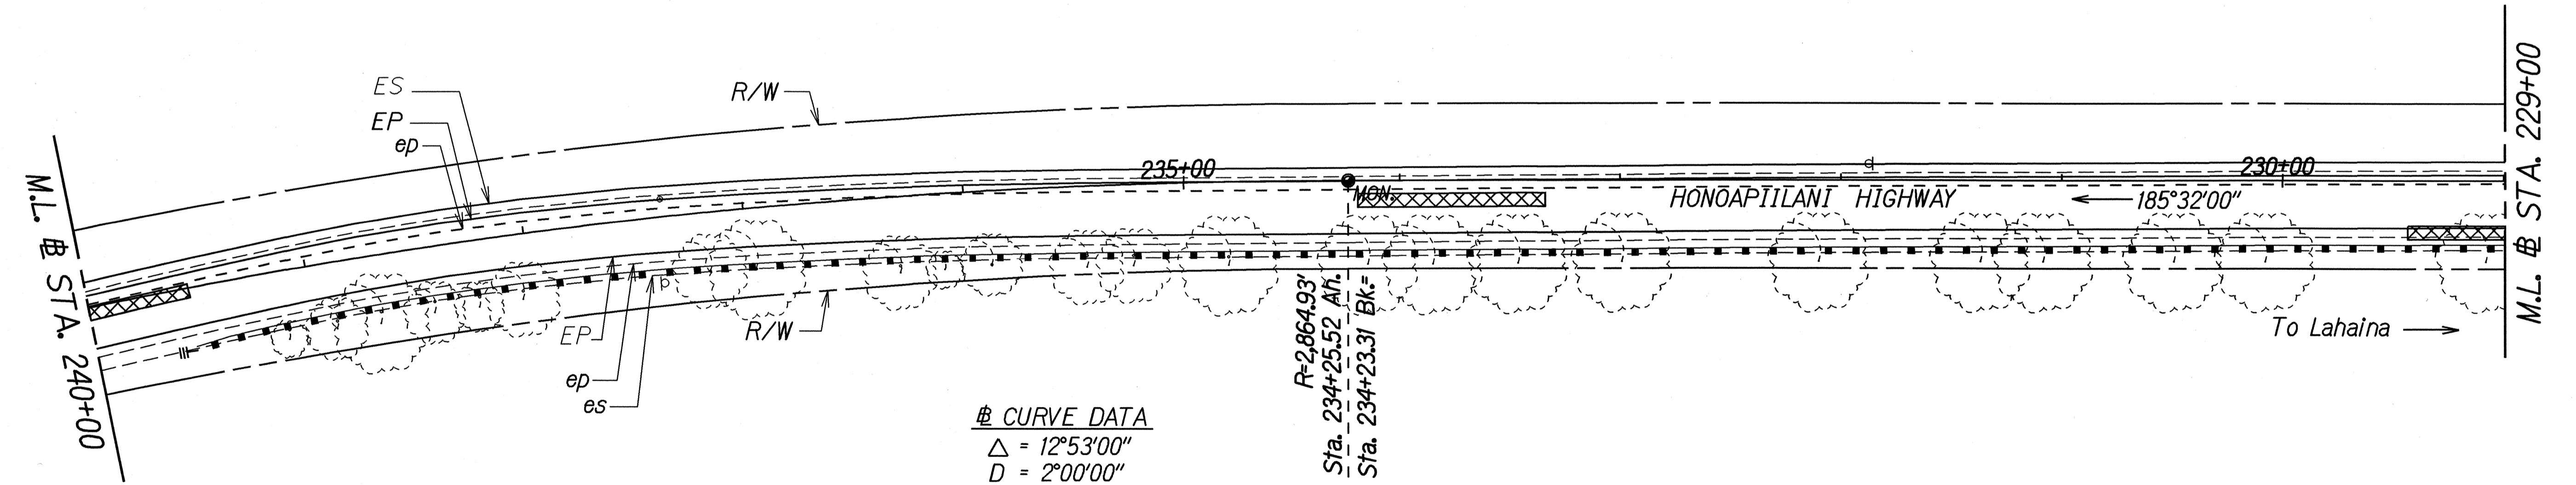 ES
EP
ep
R/W
235+00
MON.
HONOAPIILANI HIGHWAY
185°32'00"
230+00
M.L. ⅊ STA. 229+00
M.L. ⅊ STA. 240+00
EP
ep
es
R/W
R=2,864.93'
Sta. 234+25.52 Ah.
Sta. 234+23.31 Bk.=
To Lahaina
⅊ CURVE DATA
△ = 12°53'00"
D = 2°00'00"